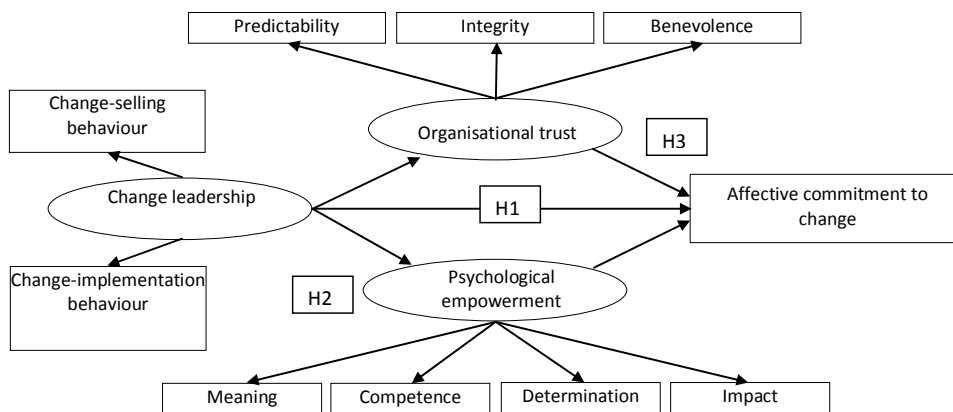 Predictability
Integrity
Benevolence
Change-selling
behaviour
Organisational trust
H3
Change leadership
H1
Affective commitment to
change
Change-implementation
behaviour
H2
Psychological
empowerment
Meaning
Competence
Determination
Impact